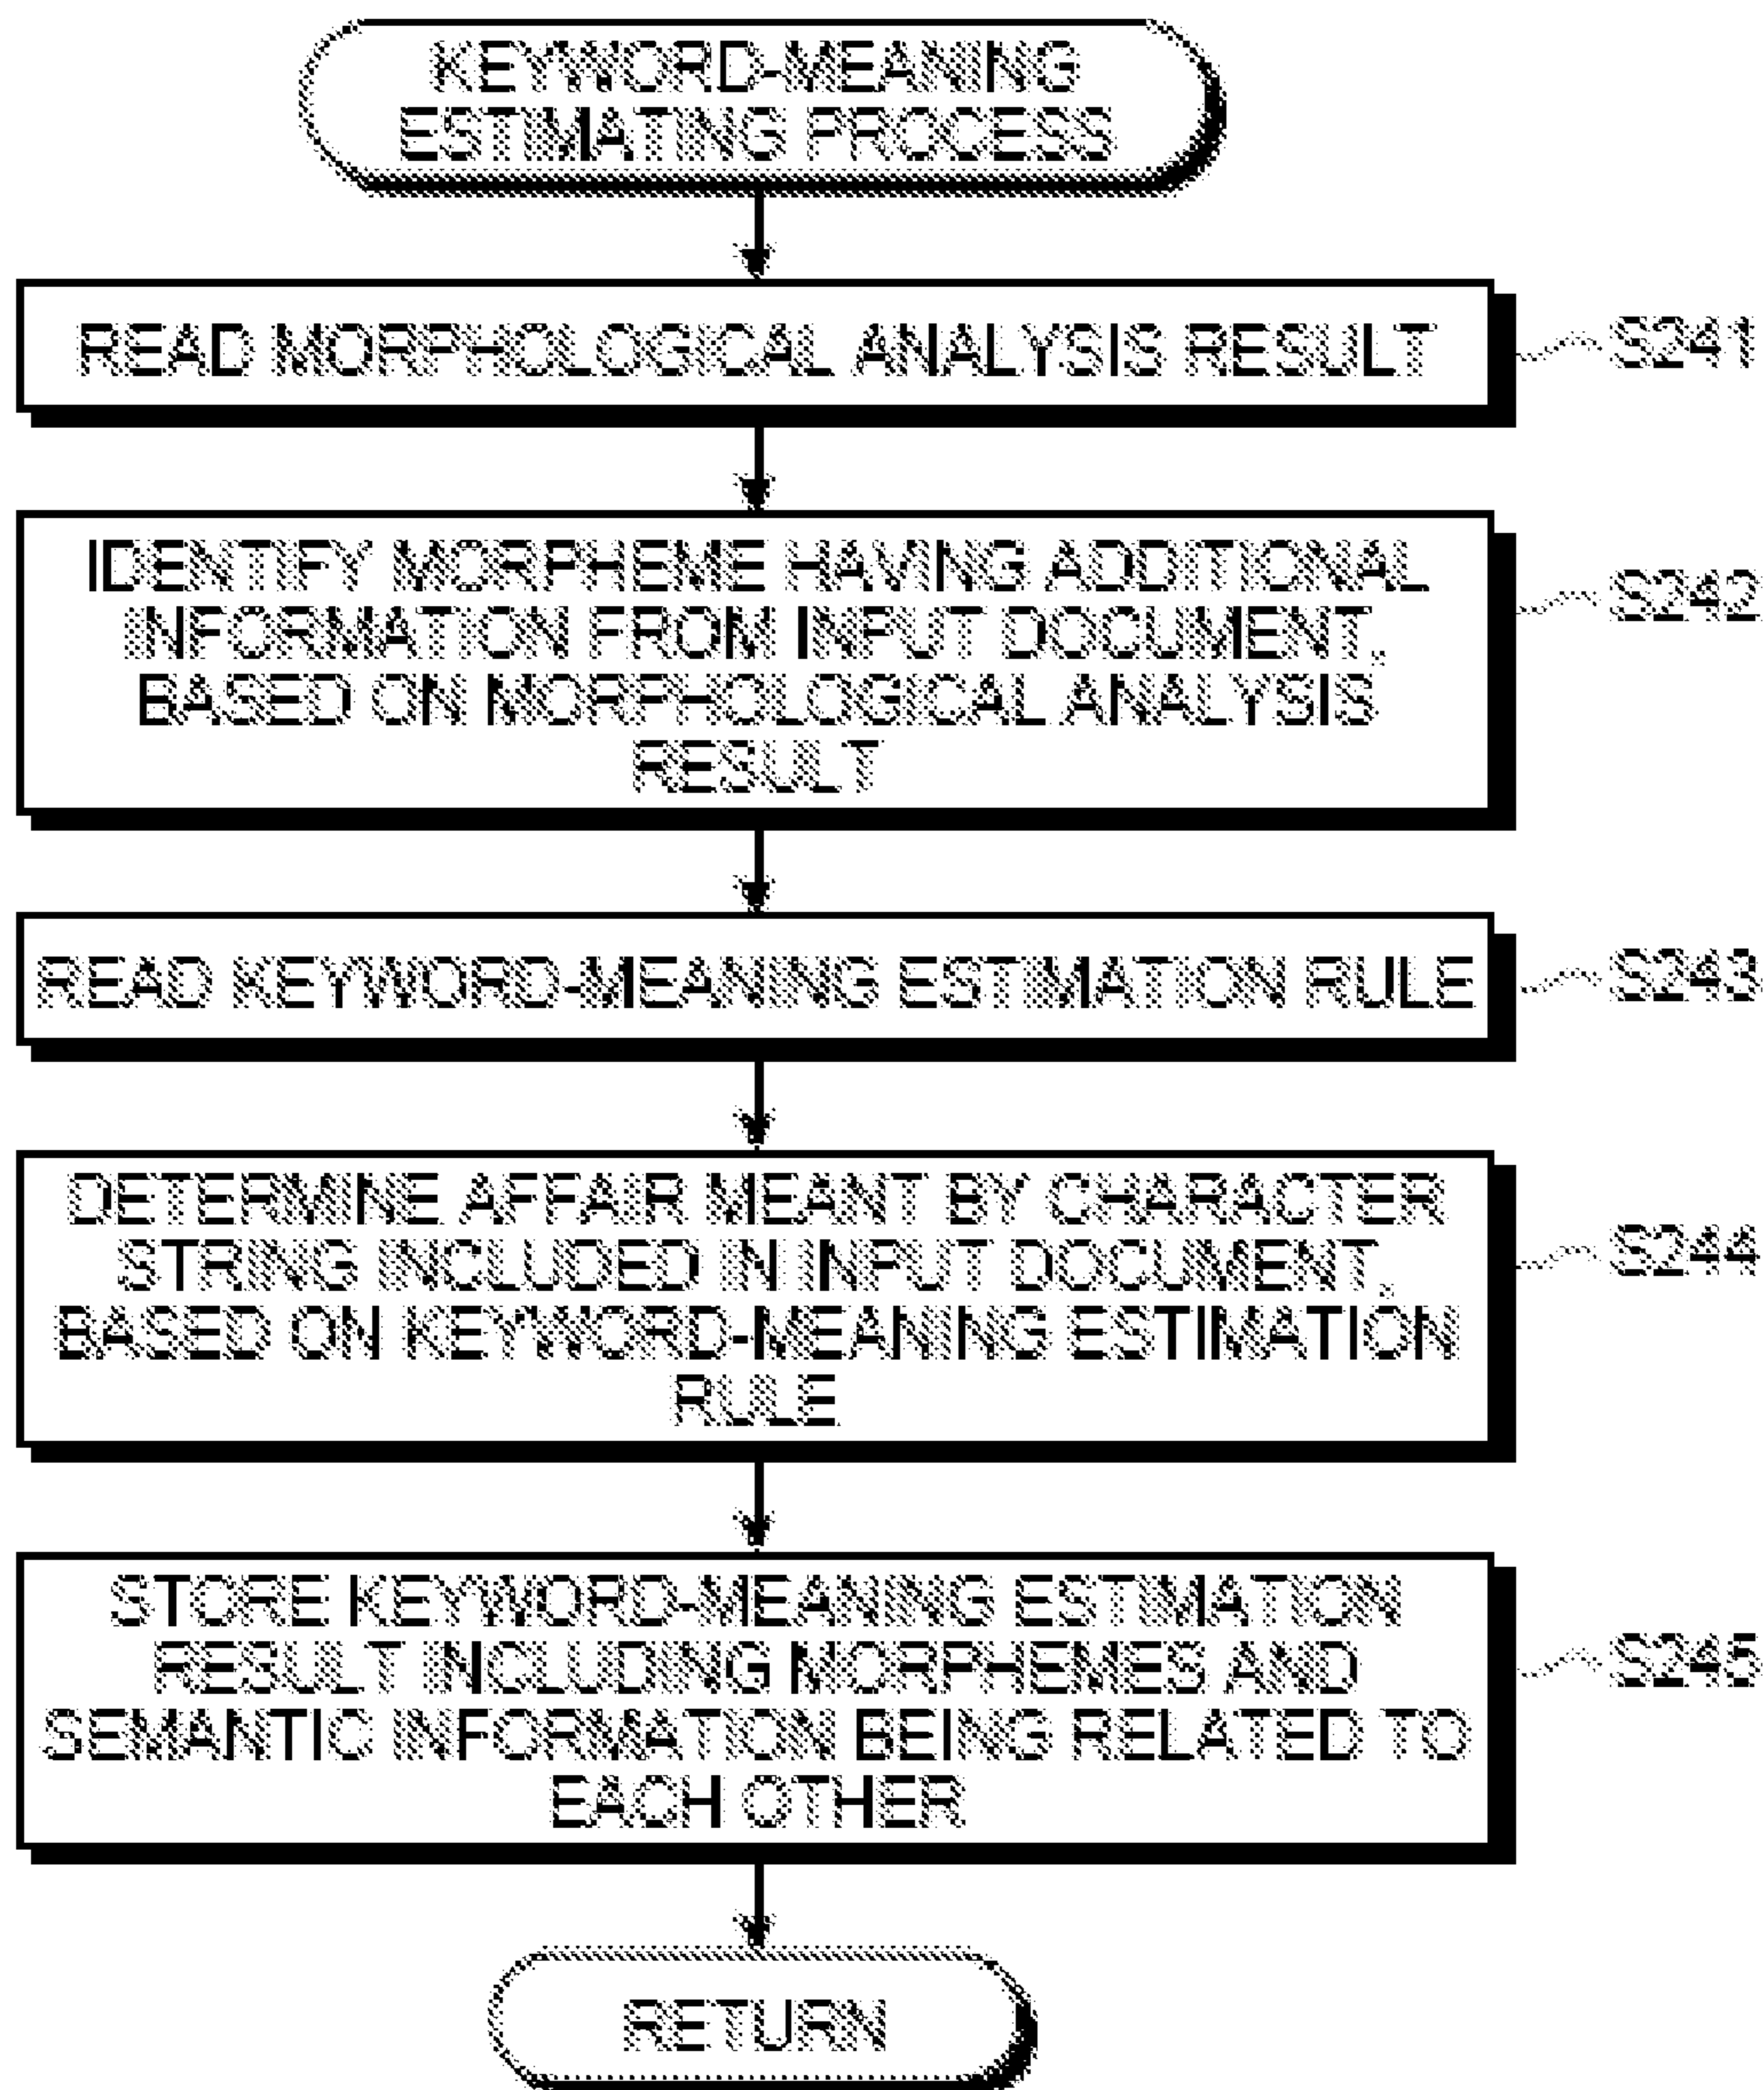 KEYWORD-MEANING
ESTIMATING PROCESS
READ MORPHOLOGICAL ANALYSIS RESULT
S241
IDENTIFY MORPHEME HAVING ADDITIONAL
INFORMATION FROM INPUT DOCUMENT,
BASED ON MORPHOLOGICAL ANALYSIS
RESULT
S242
READ KEYWORD-MEANING ESTIMATION RULE
S243
DETERMINE AFFAIR MEANT BY CHARACTER
STRING INCLUDED IN INPUT DOCUMENT,
BASED ON KEYWORD-MEANING ESTIMATION
RULE
S244
STORE KEYWORD-MEANING ESTIMATION
RESULT INCLUDING MORPHEMES AND
SEMANTIC INFORMATION BEING RELATED TO
EACH OTHER
S245
RETURN